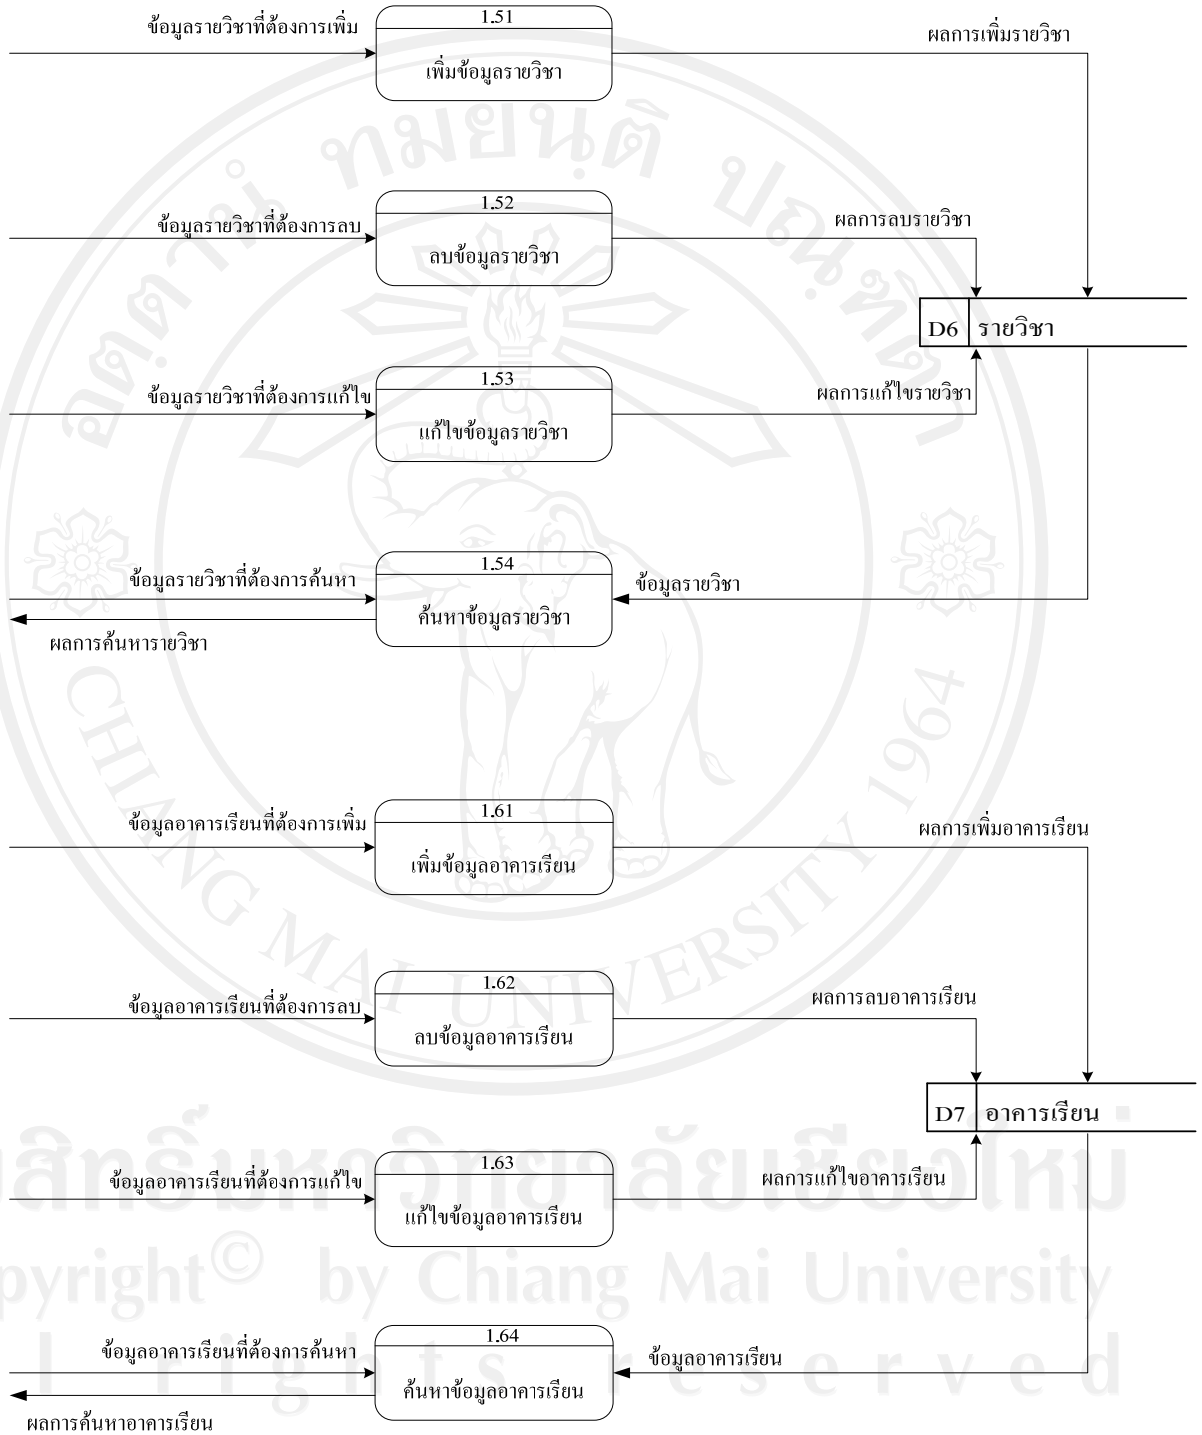 1.51
ข้อมูลรายวิชาที่ต้องการเพิ่ม
ผลการเพิ่มรายวิชา
เพิ่มข้อมูลรายวิชา
1.52
ข้อมูลรายวิชาที่ต้องการลบ
ผลการลบรายวิชา
ลบข้อมูลรายวิชา
D6 รายวิชา
1.53
ข้อมูลรายวิชาที่ต้องการแก้ไข
ผลการแก้ไขรายวิชา
แก้ไขข้อมูลรายวิชา
1.54
ข้อมูลรายวิชาที่ต้องการค้นหา
ข้อมูลรายวิชา
ค้นหาข้อมูลรายวิชา
ผลการค้นหารายวิชา
1.61
ข้อมูลอาคารเรียนที่ต้องการเพิ่ม
ผลการเพิ่มอาคารเรียน
เพิ่มข้อมูลอาคารเรียน
1.62
ข้อมูลอาคารเรียนที่ต้องการลบ
ผลการลบอาคารเรียน
ลบข้อมูลอาคารเรียน
D7 อาคารเรียน
1.63
ข้อมูลอาคารเรียนที่ต้องการแก้ไข
ผลการแก้ไขอาคารเรียน
แก้ไขข้อมูลอาคารเรียน
1.64
ข้อมูลอาคารเรียนที่ต้องการค้นหา
ข้อมูลอาคารเรียน
ค้นหาข้อมูลอาคารเรียน
ผลการค้นหาอาคารเรียน
อตฺตานํ ทมยนฺติ ปณฺฑิตา
CHIANG MAI UNIVERSITY 1964
สิทธิ์มหาวิทยาลัยเชียงใหม่
pyright© by Chiang Mai University
l rights reserved